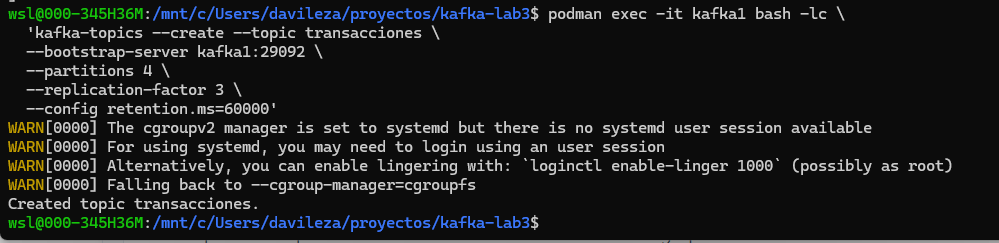 wsl@000-345H36M:/mnt/c/Users/davileza/proyectos/kafka-lab3$ podman exec -it kafka1 bash -lc \
  'kafka-topics --create --topic transacciones \
  --bootstrap-server kafka1:29092 \
  --partitions 4 \
  --replication-factor 3 \
  --config retention.ms=60000'
WARN[0000] The cgroupv2 manager is set to systemd but there is no systemd user session available
WARN[0000] For using systemd, you may need to login using an user session
WARN[0000] Alternatively, you can enable lingering with: `loginctl enable-linger 1000` (possibly as root)
WARN[0000] Falling back to --cgroup-manager=cgroupfs
Created topic transacciones.
wsl@000-345H36M:/mnt/c/Users/davileza/proyectos/kafka-lab3$